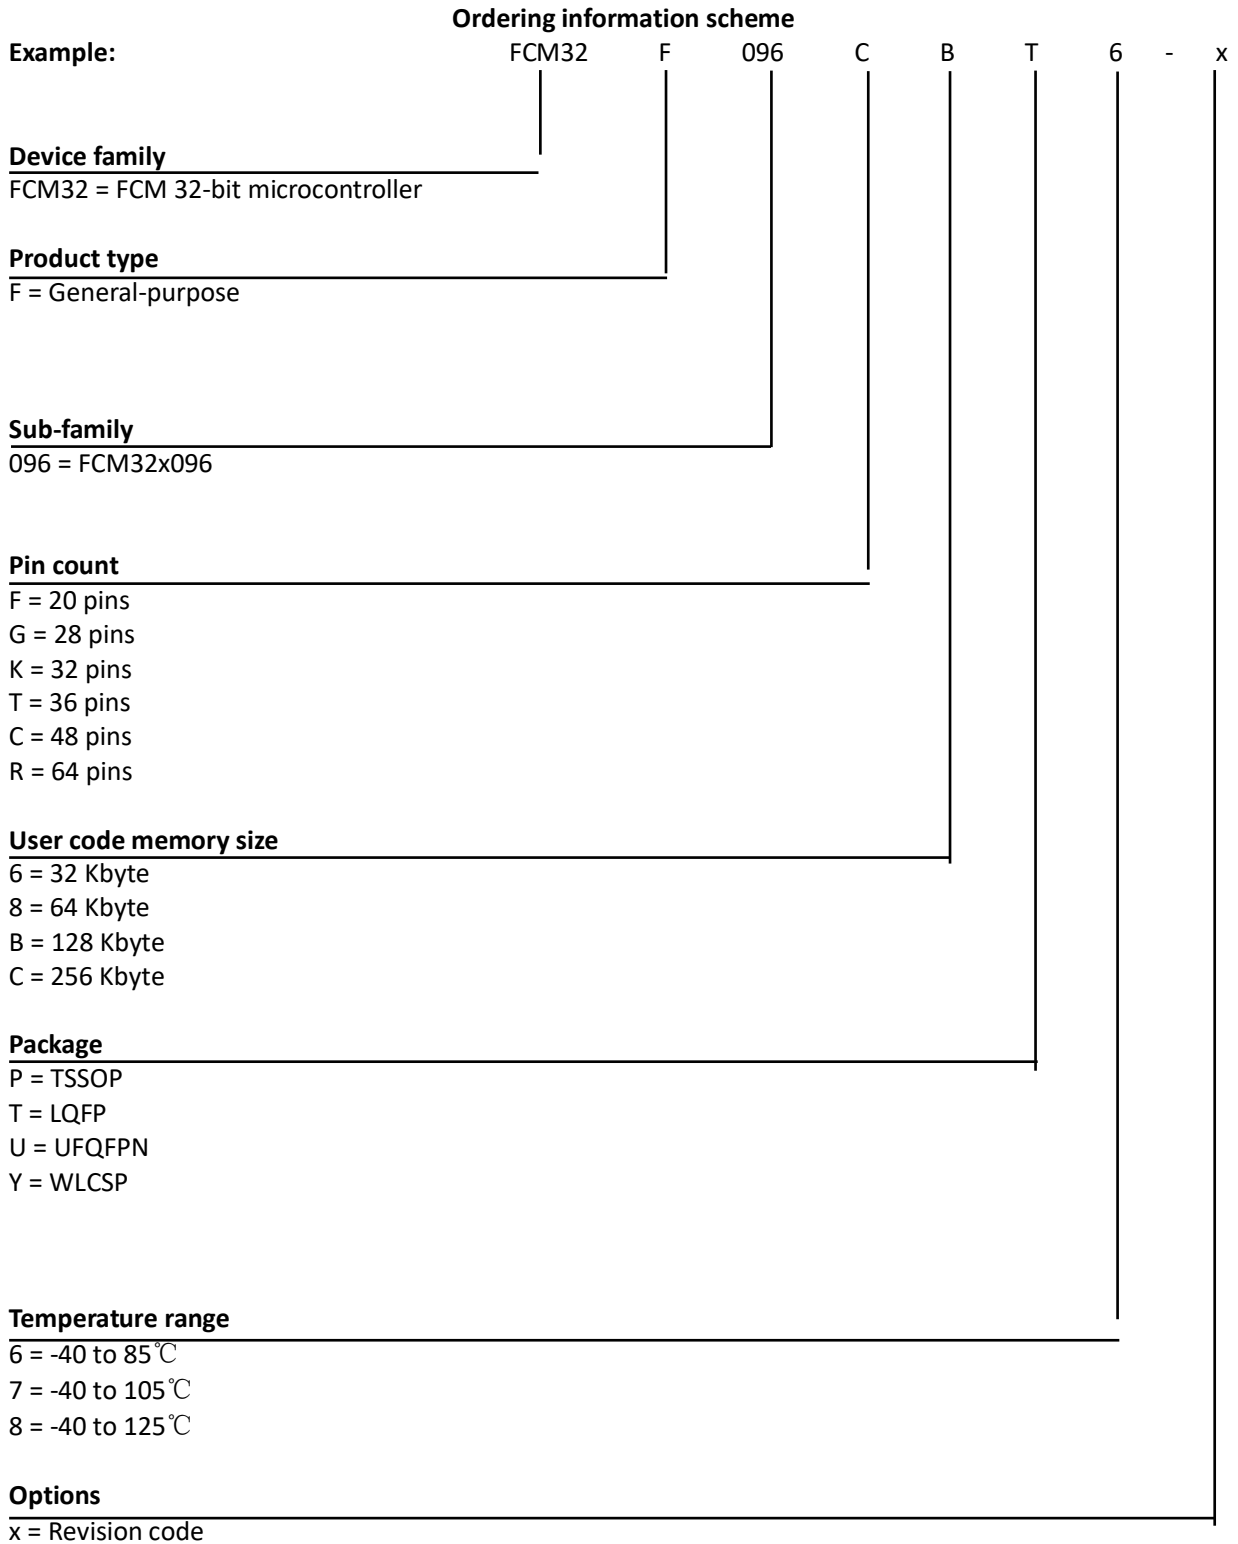 Ordering information scheme
Example: FCM32 F 096 C B T 6 - x
Device family
FCM32 = FCM 32-bit microcontroller
Product type
F = General-purpose
Sub-family
096 = FCM32x096
Pin count
F = 20 pins
G = 28 pins
K = 32 pins
T = 36 pins
C = 48 pins
R = 64 pins
User code memory size
6 = 32 Kbyte
8 = 64 Kbyte
B = 128 Kbyte
C = 256 Kbyte
Package
P = TSSOP
T = LQFP
U = UFQFPN
Y = WLCSP
Temperature range
6 = -40 to 85℃
7 = -40 to 105℃
8 = -40 to 125℃
Options
x = Revision code